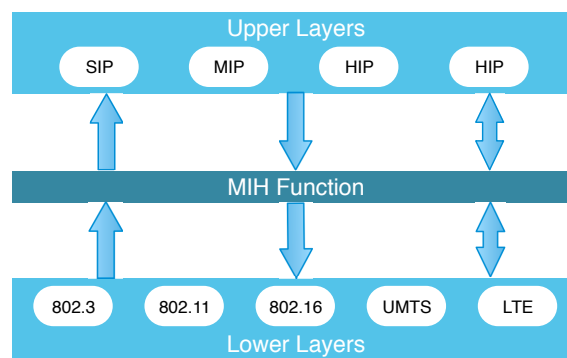 Upper Layers
SIP MIP HIP HIP
MIH Function
802.3 802.11 802.16 UMTS LTE
Lower Layers